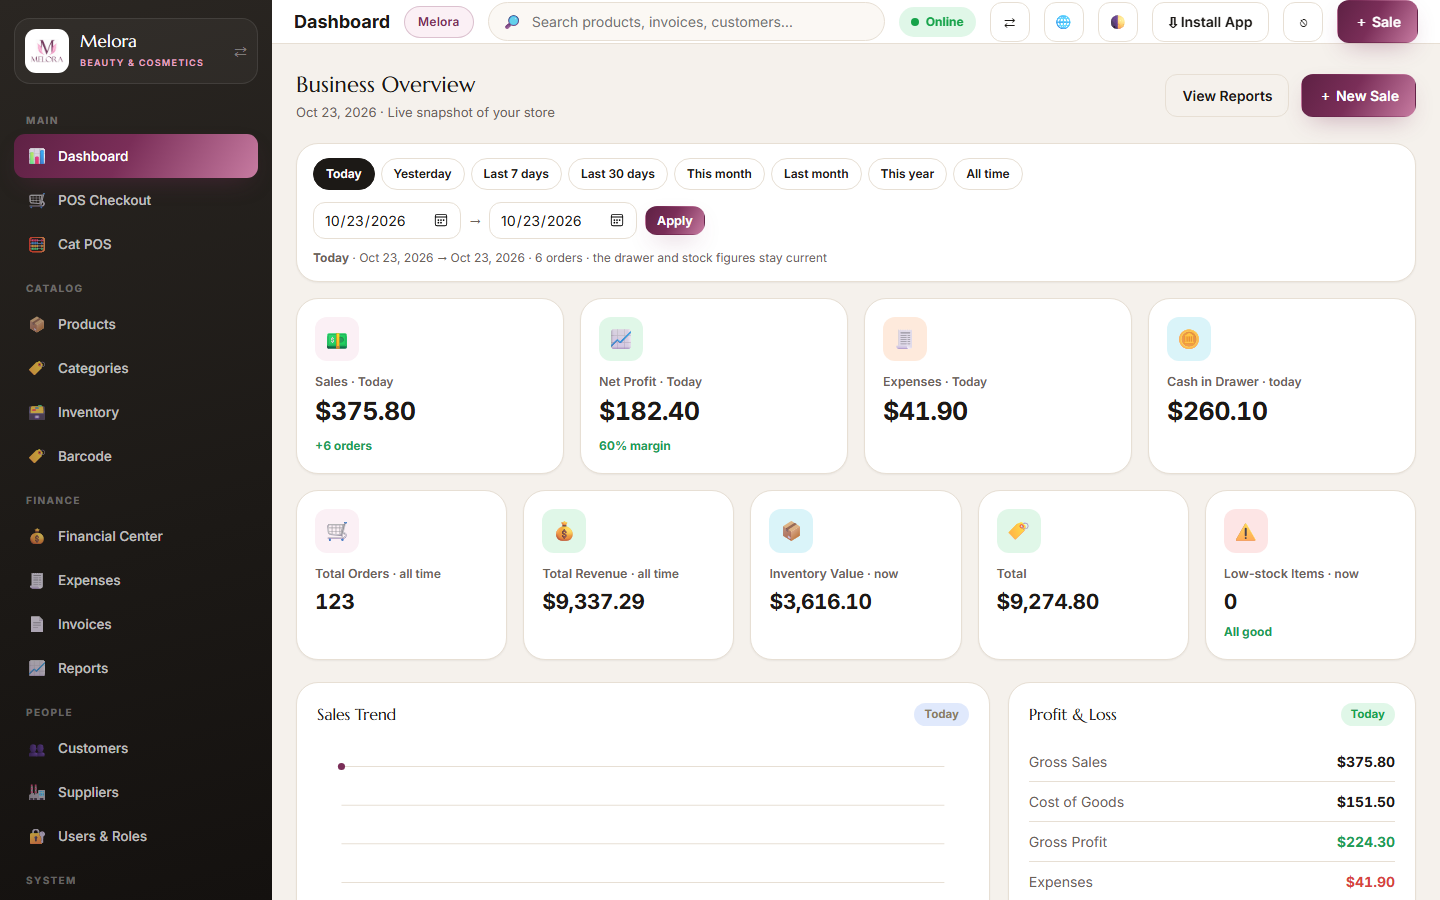 Melora
BEAUTY & COSMETICS
MAIN
Dashboard
POS Checkout
Cat POS
CATALOG
Products
Categories
Inventory
Barcode
FINANCE
Financial Center
Expenses
Invoices
Reports
PEOPLE
Customers
Suppliers
Users & Roles
SYSTEM
Dashboard
Melora
Search products, invoices, customers...
Online
Install App
+ Sale
Business Overview
Oct 23, 2026 · Live snapshot of your store
View Reports
+ New Sale
Today
Yesterday
Last 7 days
Last 30 days
This month
Last month
This year
All time
10/23/2026 → 10/23/2026
Apply
Today · Oct 23, 2026 → Oct 23, 2026 · 6 orders · the drawer and stock figures stay current
Sales · Today
$375.80
+6 orders
Net Profit · Today
$182.40
60% margin
Expenses · Today
$41.90
Cash in Drawer · today
$260.10
Total Orders · all time
123
Total Revenue · all time
$9,337.29
Inventory Value · now
$3,616.10
Total
$9,274.80
Low-stock Items · now
0
All good
Sales Trend
Today
Profit & Loss
Today
Gross Sales $375.80
Cost of Goods $151.50
Gross Profit $224.30
Expenses $41.90